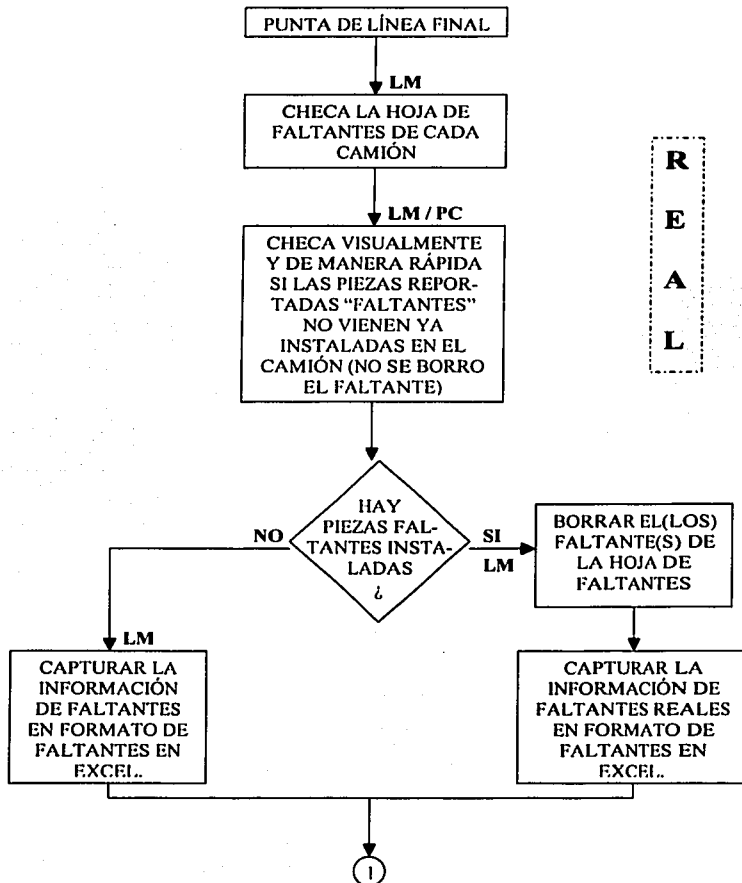 PUNTA DE LÍNEA FINAL
LM
CHECA LA HOJA DE
FALTANTES DE CADA
CAMIÓN
LM / PC
CHECA VISUALMENTE
Y DE MANERA RÁPIDA
SI LAS PIEZAS REPOR-
TADAS “FALTANTES”
NO VIENEN YA
INSTALADAS EN EL
CAMIÓN (NO SE BORRO
EL FALTANTE)
R
E
A
L
HAY
PIEZAS FAL-
TANTES INSTA-
LADAS
¿
NO
SI
LM
BORRAR EL(LOS)
FALTANTE(S) DE
LA HOJA DE
FALTANTES
LM
CAPTURAR LA
INFORMACIÓN
DE FALTANTES
EN FORMATO DE
FALTANTES EN
EXCEL.
CAPTURAR LA
INFORMACIÓN DE
FALTANTES REALES
EN FORMATO DE
FALTANTES EN
EXCEL.
1